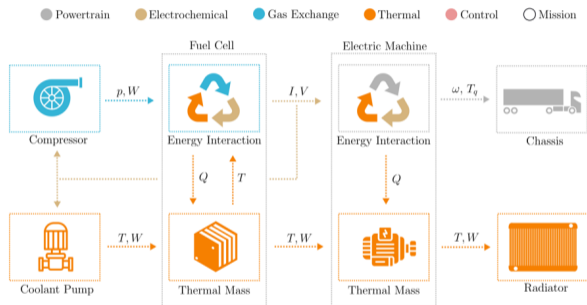 Powertrain Electrochemical Gas Exchange Thermal Control Mission
Fuel Cell Electric Machine
p, W I, V ω, T_q
Compressor Energy Interaction Energy Interaction Chassis
Q T Q
T, W T, W T, W
Coolant Pump Thermal Mass Thermal Mass Radiator